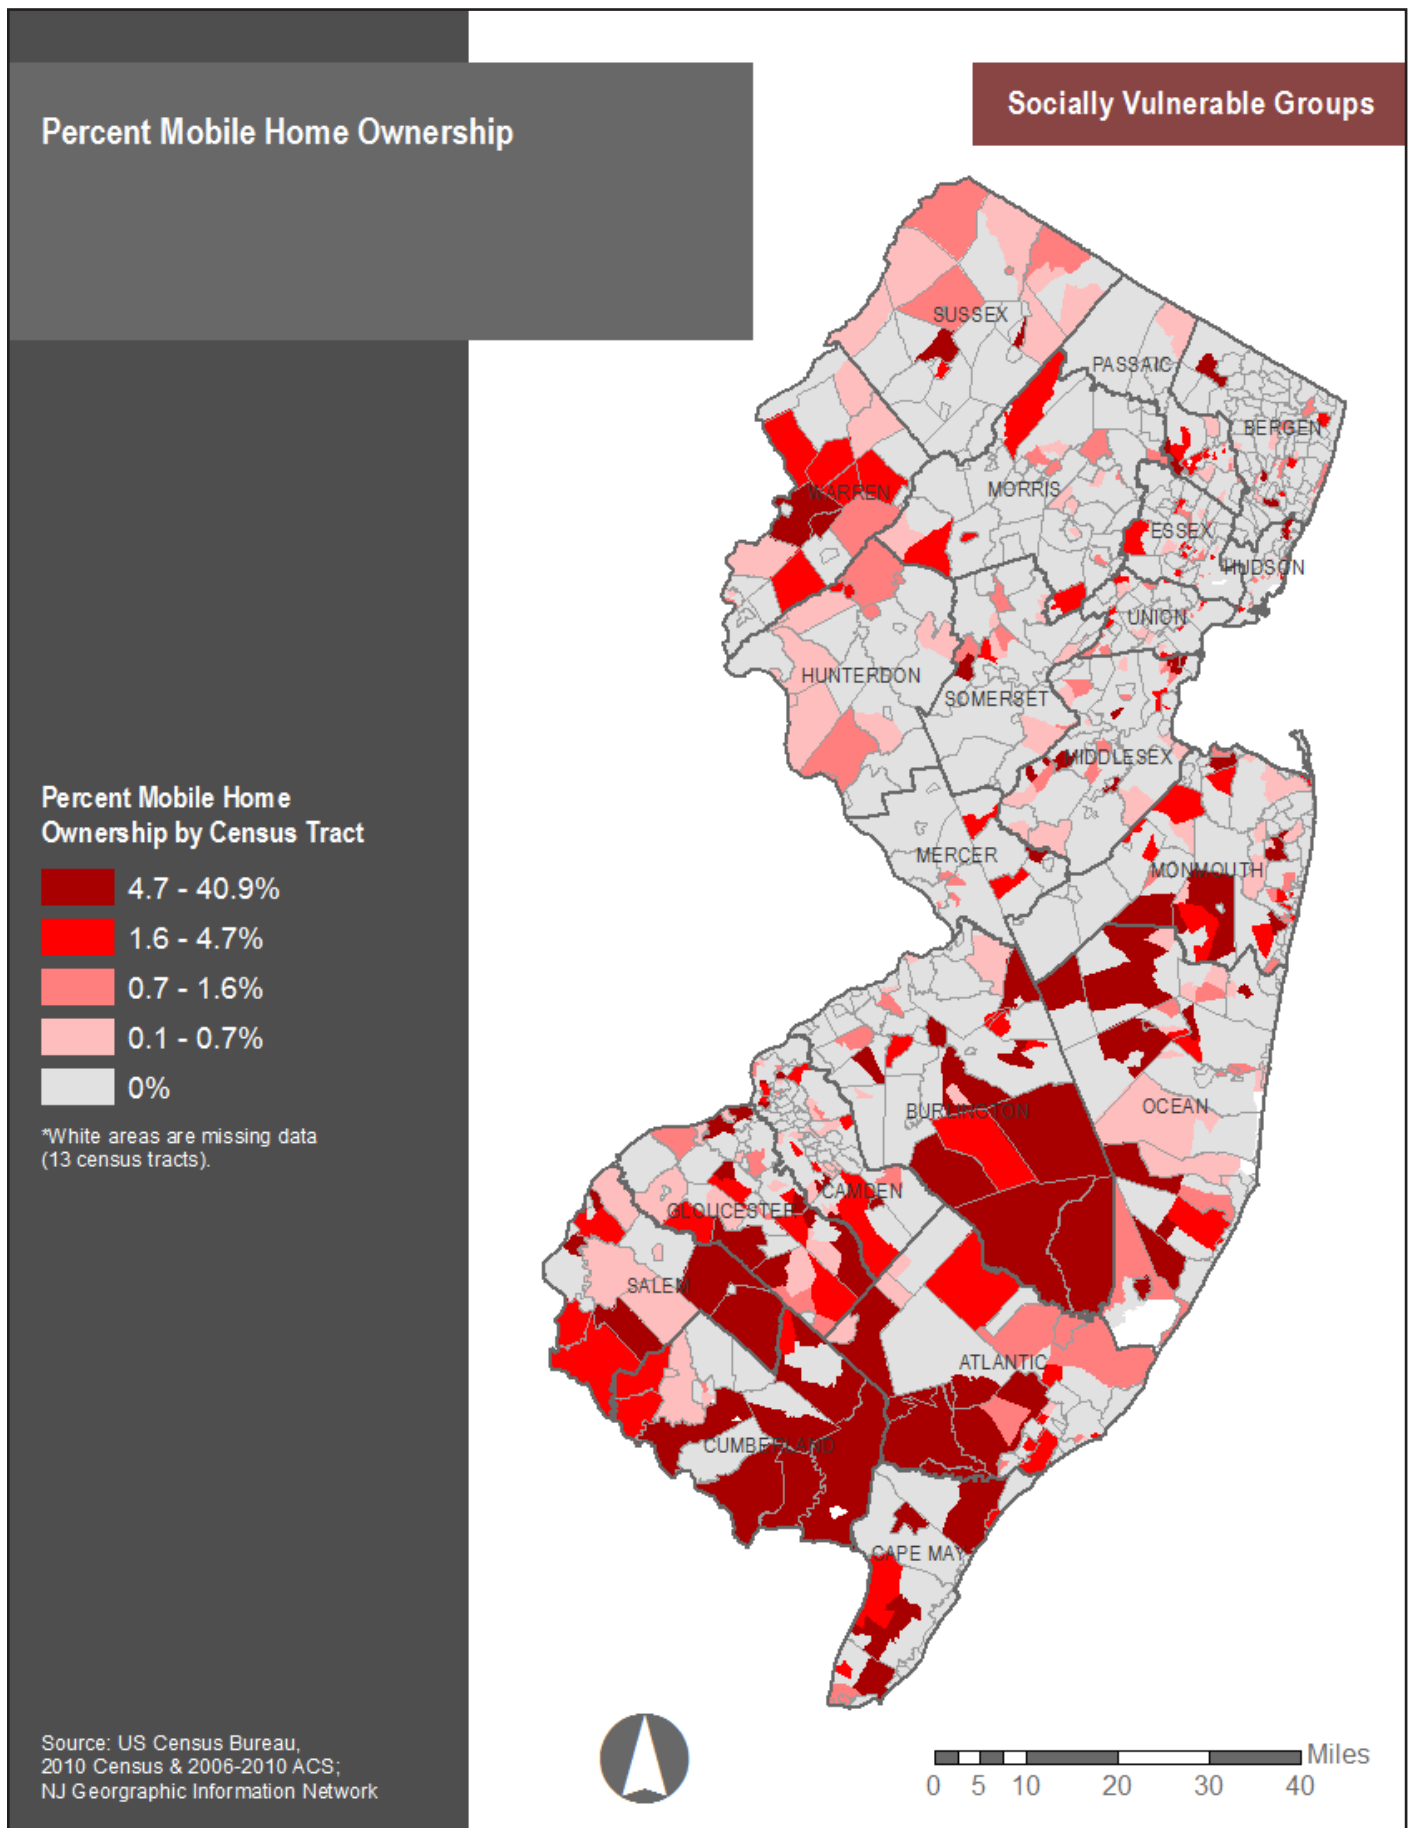 Percent Mobile Home Ownership
Socially Vulnerable Groups
SUSSEX
PASSAIC
BERGEN
WARREN
MORRIS
ESSEX
HUDSON
UNION
HUNTERDON
SOMERSET
MIDDLESEX
MERCER
MONMOUTH
BURLINGTON
OCEAN
CAMDEN
GLOUCESTER
SALEM
ATLANTIC
CUMBERLAND
CAPE MAY
Percent Mobile Home
Ownership by Census Tract
4.7 - 40.9%
1.6 - 4.7%
0.7 - 1.6%
0.1 - 0.7%
0%
*White areas are missing data
(13 census tracts).
Source: US Census Bureau,
2010 Census & 2006-2010 ACS;
NJ Georgraphic Information Network
Miles
0 5 10 20 30 40